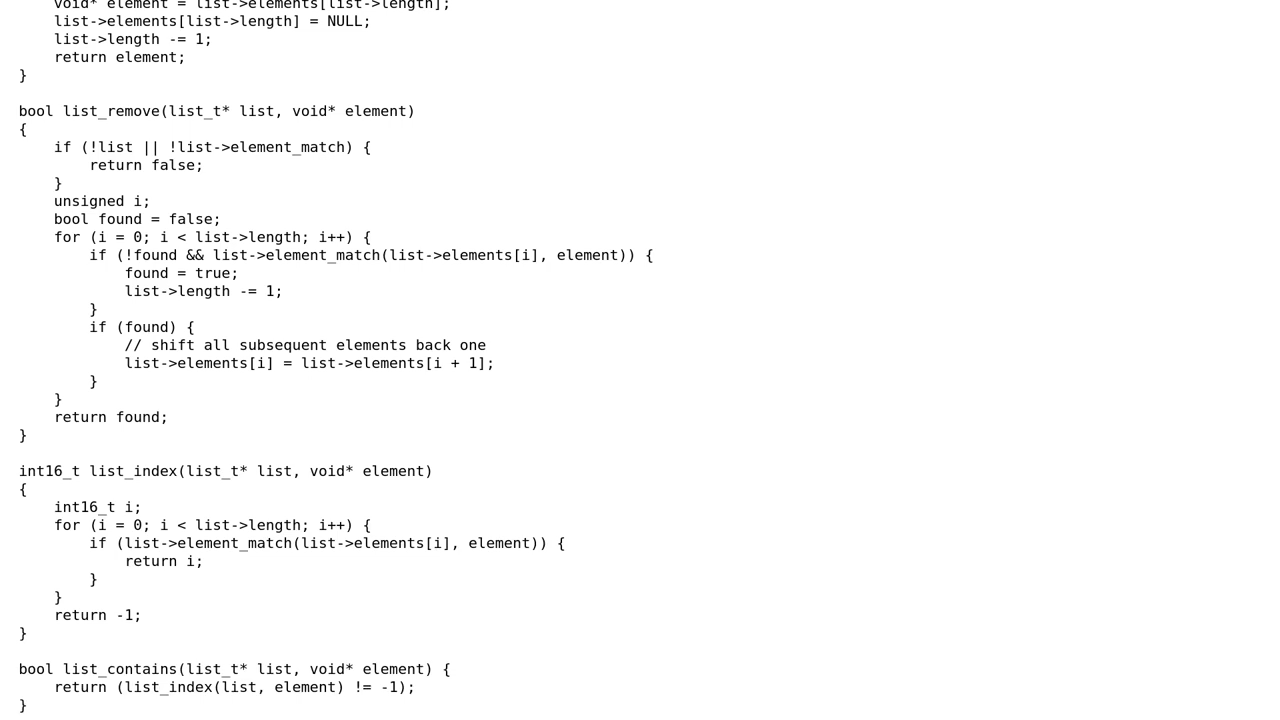 void* element = list->elements[list->length];
    list->elements[list->length] = NULL;
    list->length -= 1;
    return element;
}

bool list_remove(list_t* list, void* element)
{
    if (!list || !list->element_match) {
        return false;
    }
    unsigned i;
    bool found = false;
    for (i = 0; i < list->length; i++) {
        if (!found && list->element_match(list->elements[i], element)) {
            found = true;
            list->length -= 1;
        }
        if (found) {
            // shift all subsequent elements back one
            list->elements[i] = list->elements[i + 1];
        }
    }
    return found;
}

int16_t list_index(list_t* list, void* element)
{
    int16_t i;
    for (i = 0; i < list->length; i++) {
        if (list->element_match(list->elements[i], element)) {
            return i;
        }
    }
    return -1;
}

bool list_contains(list_t* list, void* element) {
    return (list_index(list, element) != -1);
}